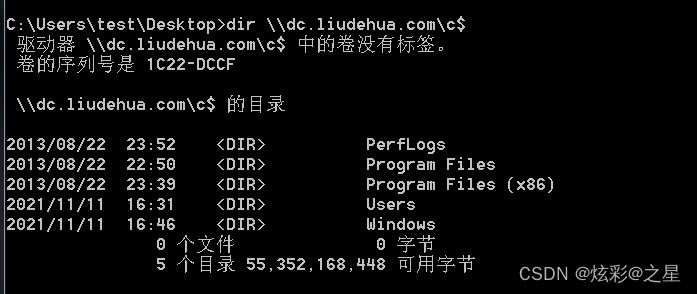 C:\Users\test\Desktop>dir \\dc.liudehua.com\c$
驱动器 \\dc.liudehua.com\c$ 中的卷没有标签。
卷的序列号是 1C22-DCCF
\\dc.liudehua.com\c$ 的目录
2013/08/22  23:52    <DIR>          PerfLogs
2013/08/22  22:50    <DIR>          Program Files
2013/08/22  23:39    <DIR>          Program Files (x86)
2021/11/11  16:31    <DIR>          Users
2021/11/11  16:46    <DIR>          Windows
0 个文件              0 字节
5 个目录 55,352,168,448 可用字节
CSDN @炫彩@之星